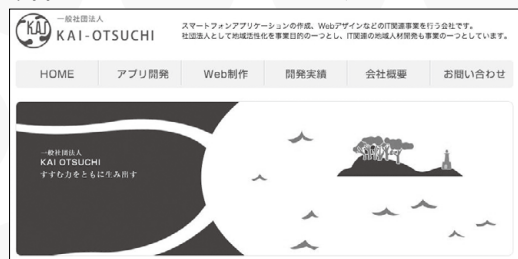 KAI
一般社団法人
KAI-OTSUCHI
スマートフォンアプリケーションの作成、WebデザインなどのIT関連事業を行う会社です。
社団法人として地域活性化を事業目的の一つとし、IT関連の地域人材開発も事業の一つとしています。
HOME アプリ開発 Web制作 開発実績 会社概要 お問い合わせ
一般社団法人
KAI OTSUCHI
すすむ力をともに生み出す